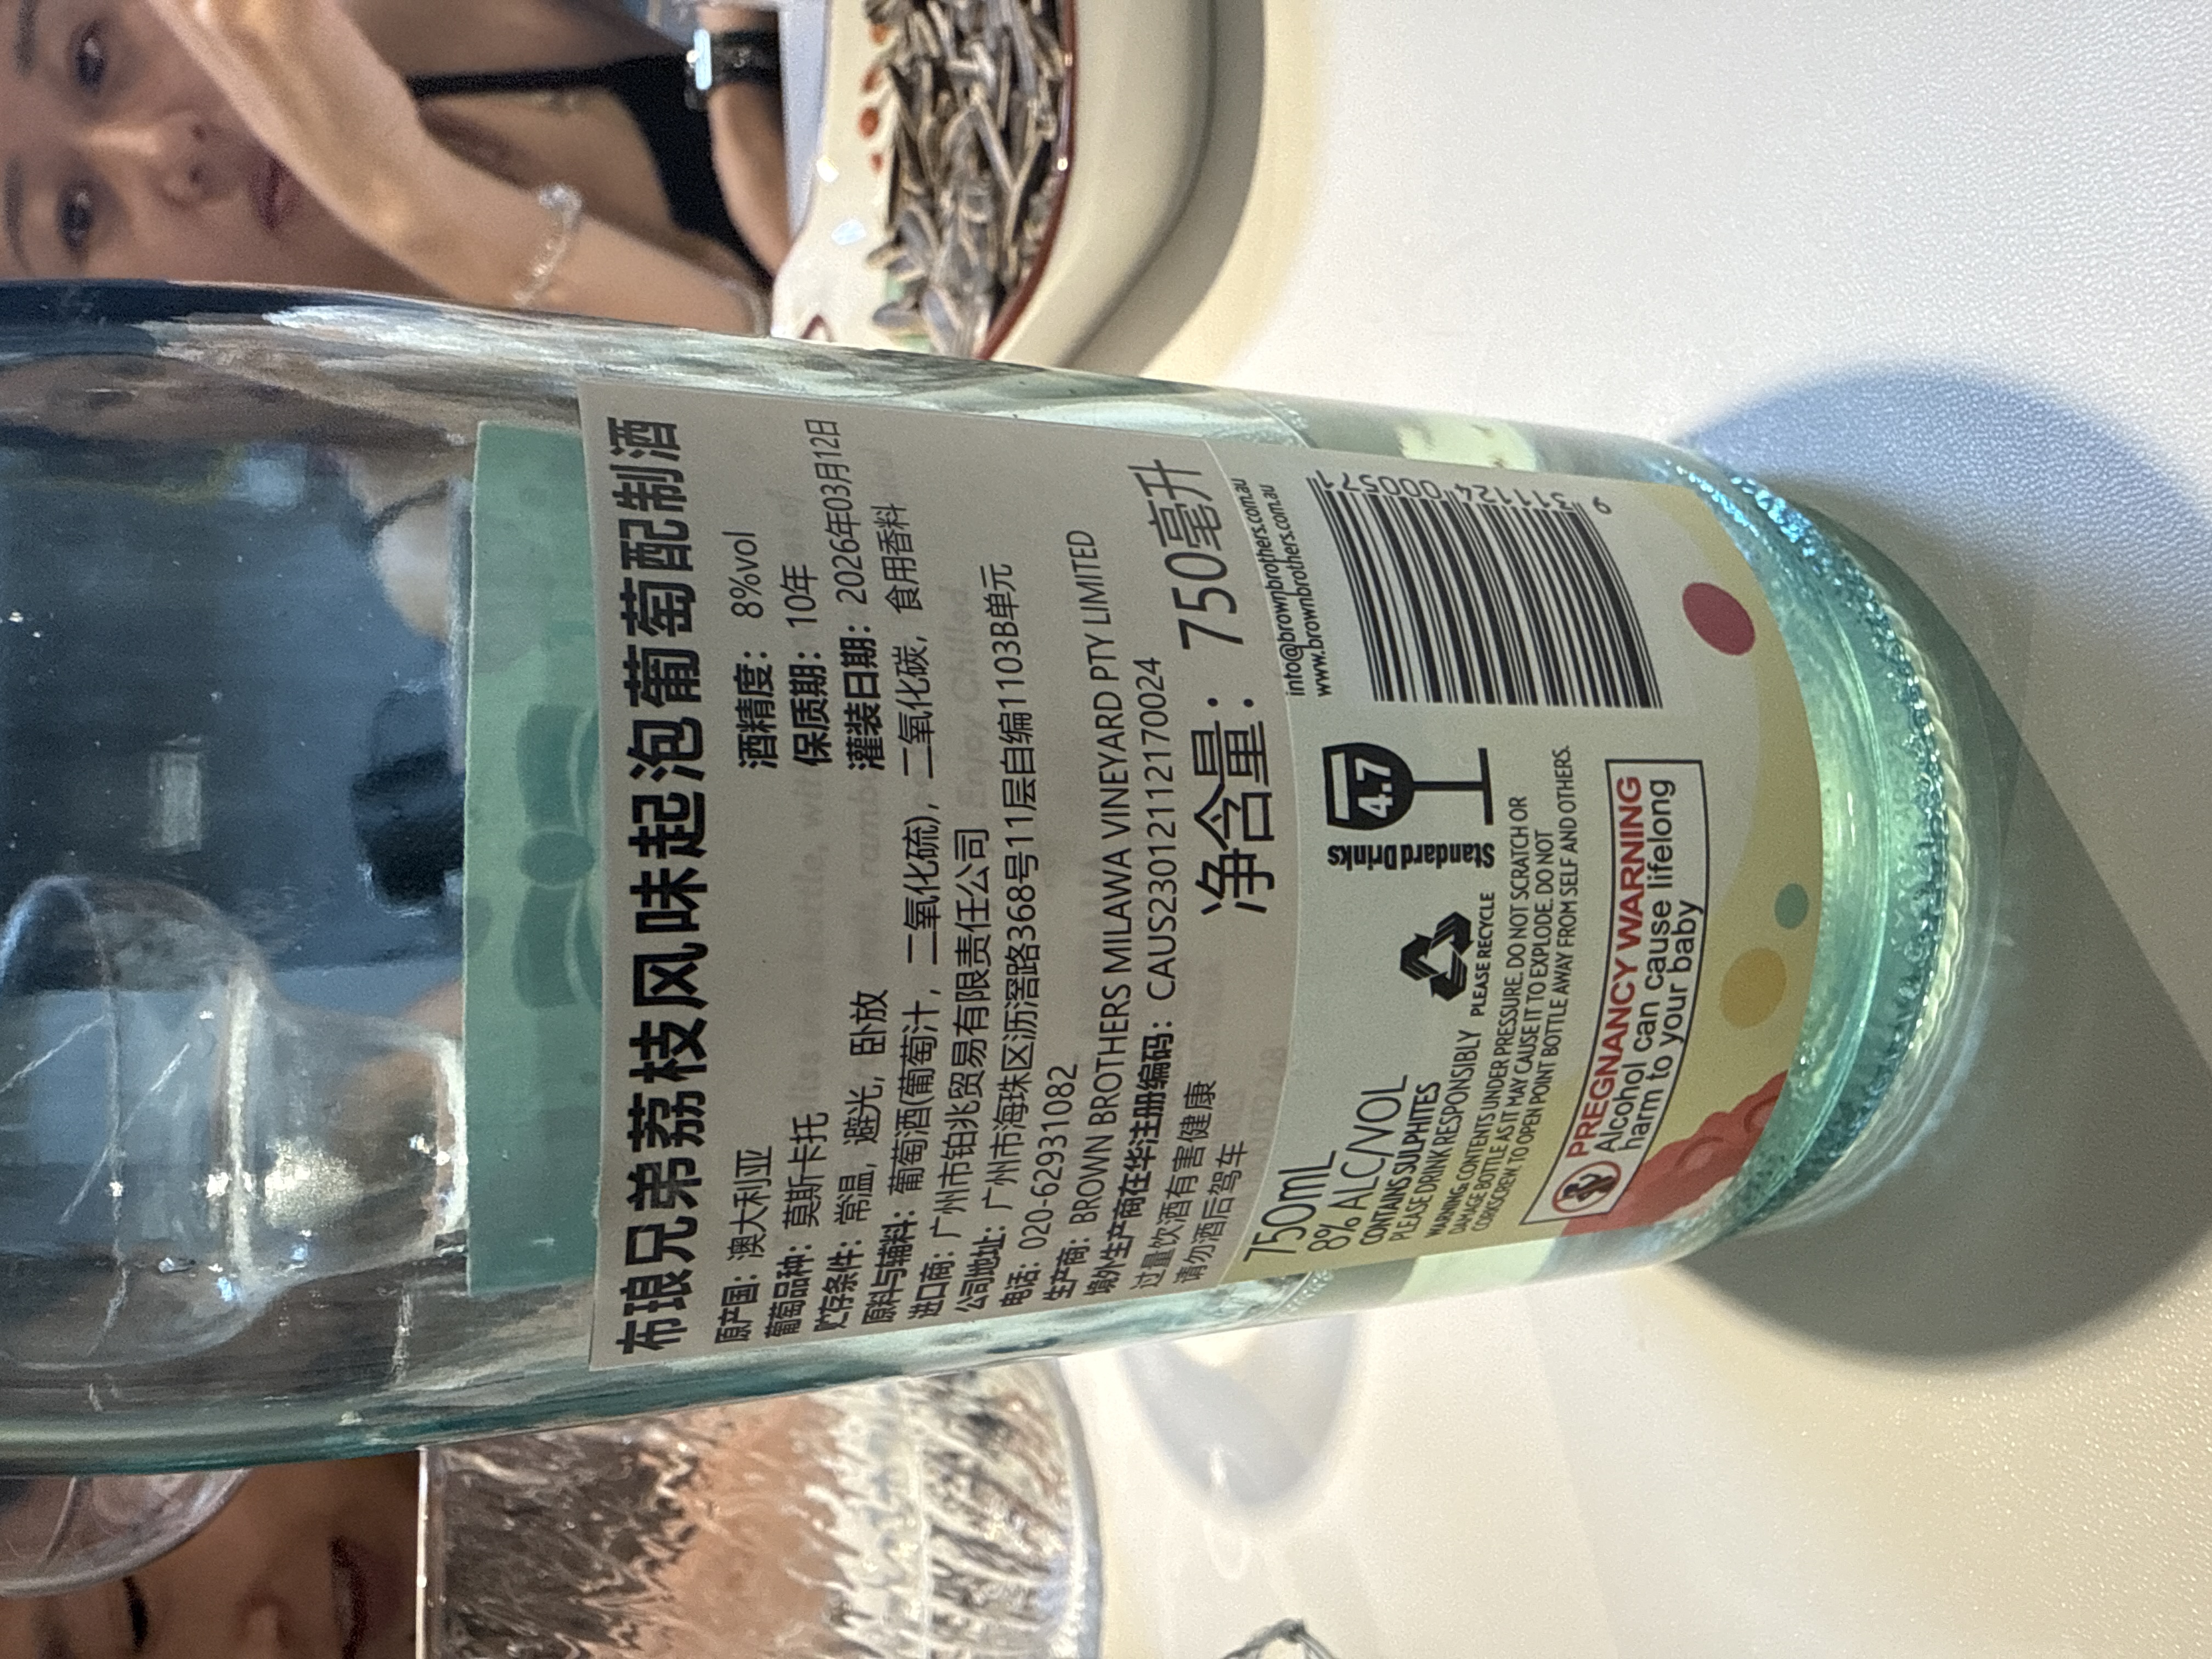 布琅兄弟荔枝风味起泡葡萄配制酒
原产国：澳大利亚
酒精度：8%vol
葡萄品种：莫斯卡托
保质期：10年
贮存条件：常温，避光，卧放
灌装日期：2026年03月12日
原料与辅料：葡萄酒(葡萄汁，二氧化硫)，二氧化碳，食用香料
进口商：广州市铂兆贸易有限责任公司
Enjoy Chilled.
公司地址：广州市海珠区沥滘路368号11层自编1103B单元
电话：020-62931082
生产商：BROWN BROTHERS MILAWA VINEYARD PTY LIMITED
境外生产商在华注册编码：CAUS23012112170024
过量饮酒有害健康
请勿酒后驾车
净含量：750毫升
750mL
8% ALC/VOL
CONTAINS SULPHITES
PLEASE DRINK RESPONSIBLY
PLEASE RECYCLE
Standard Drinks
4.7
info@brownbrothers.com.au
www.brownbrothers.com.au
WARNING: CONTENTS UNDER PRESSURE. DO NOT SCRATCH OR
DAMAGE BOTTLE AS IT MAY CAUSE IT TO EXPLODE. DO NOT
CORKSCREW. TO OPEN POINT BOTTLE AWAY FROM SELF AND OTHERS.
PREGNANCY WARNING
Alcohol can cause lifelong
harm to your baby
9 311124 000571